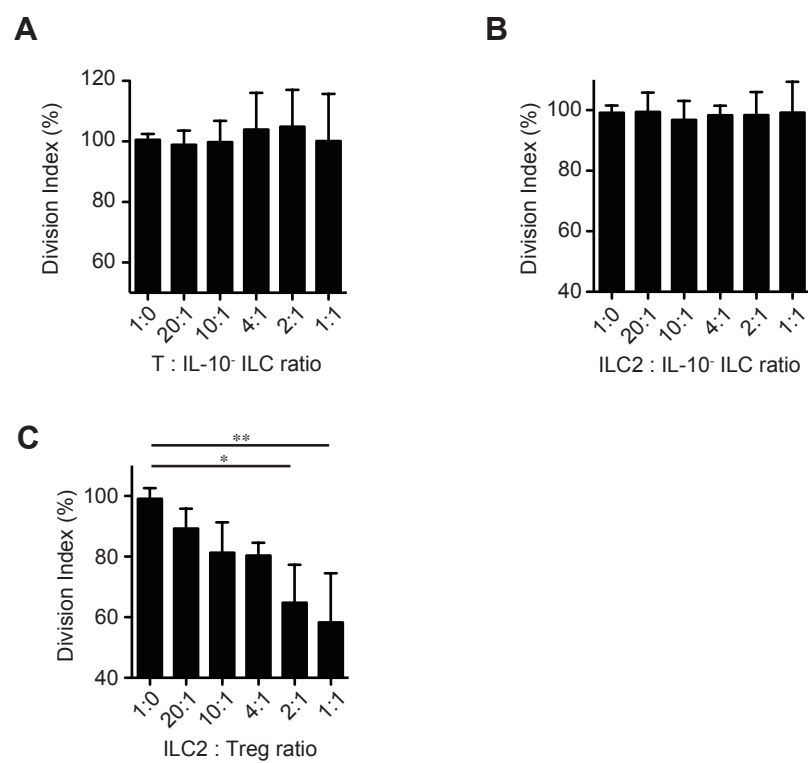 A
Division Index (%)
120
100
80
60
1:0 20:1 10:1 4:1 2:1 1:1
T : IL-10⁻ ILC ratio
B
Division Index (%)
100
80
60
40
1:0 20:1 10:1 4:1 2:1 1:1
ILC2 : IL-10⁻ ILC ratio
C
**
*
Division Index (%)
100
80
60
40
1:0 20:1 10:1 4:1 2:1 1:1
ILC2 : Treg ratio